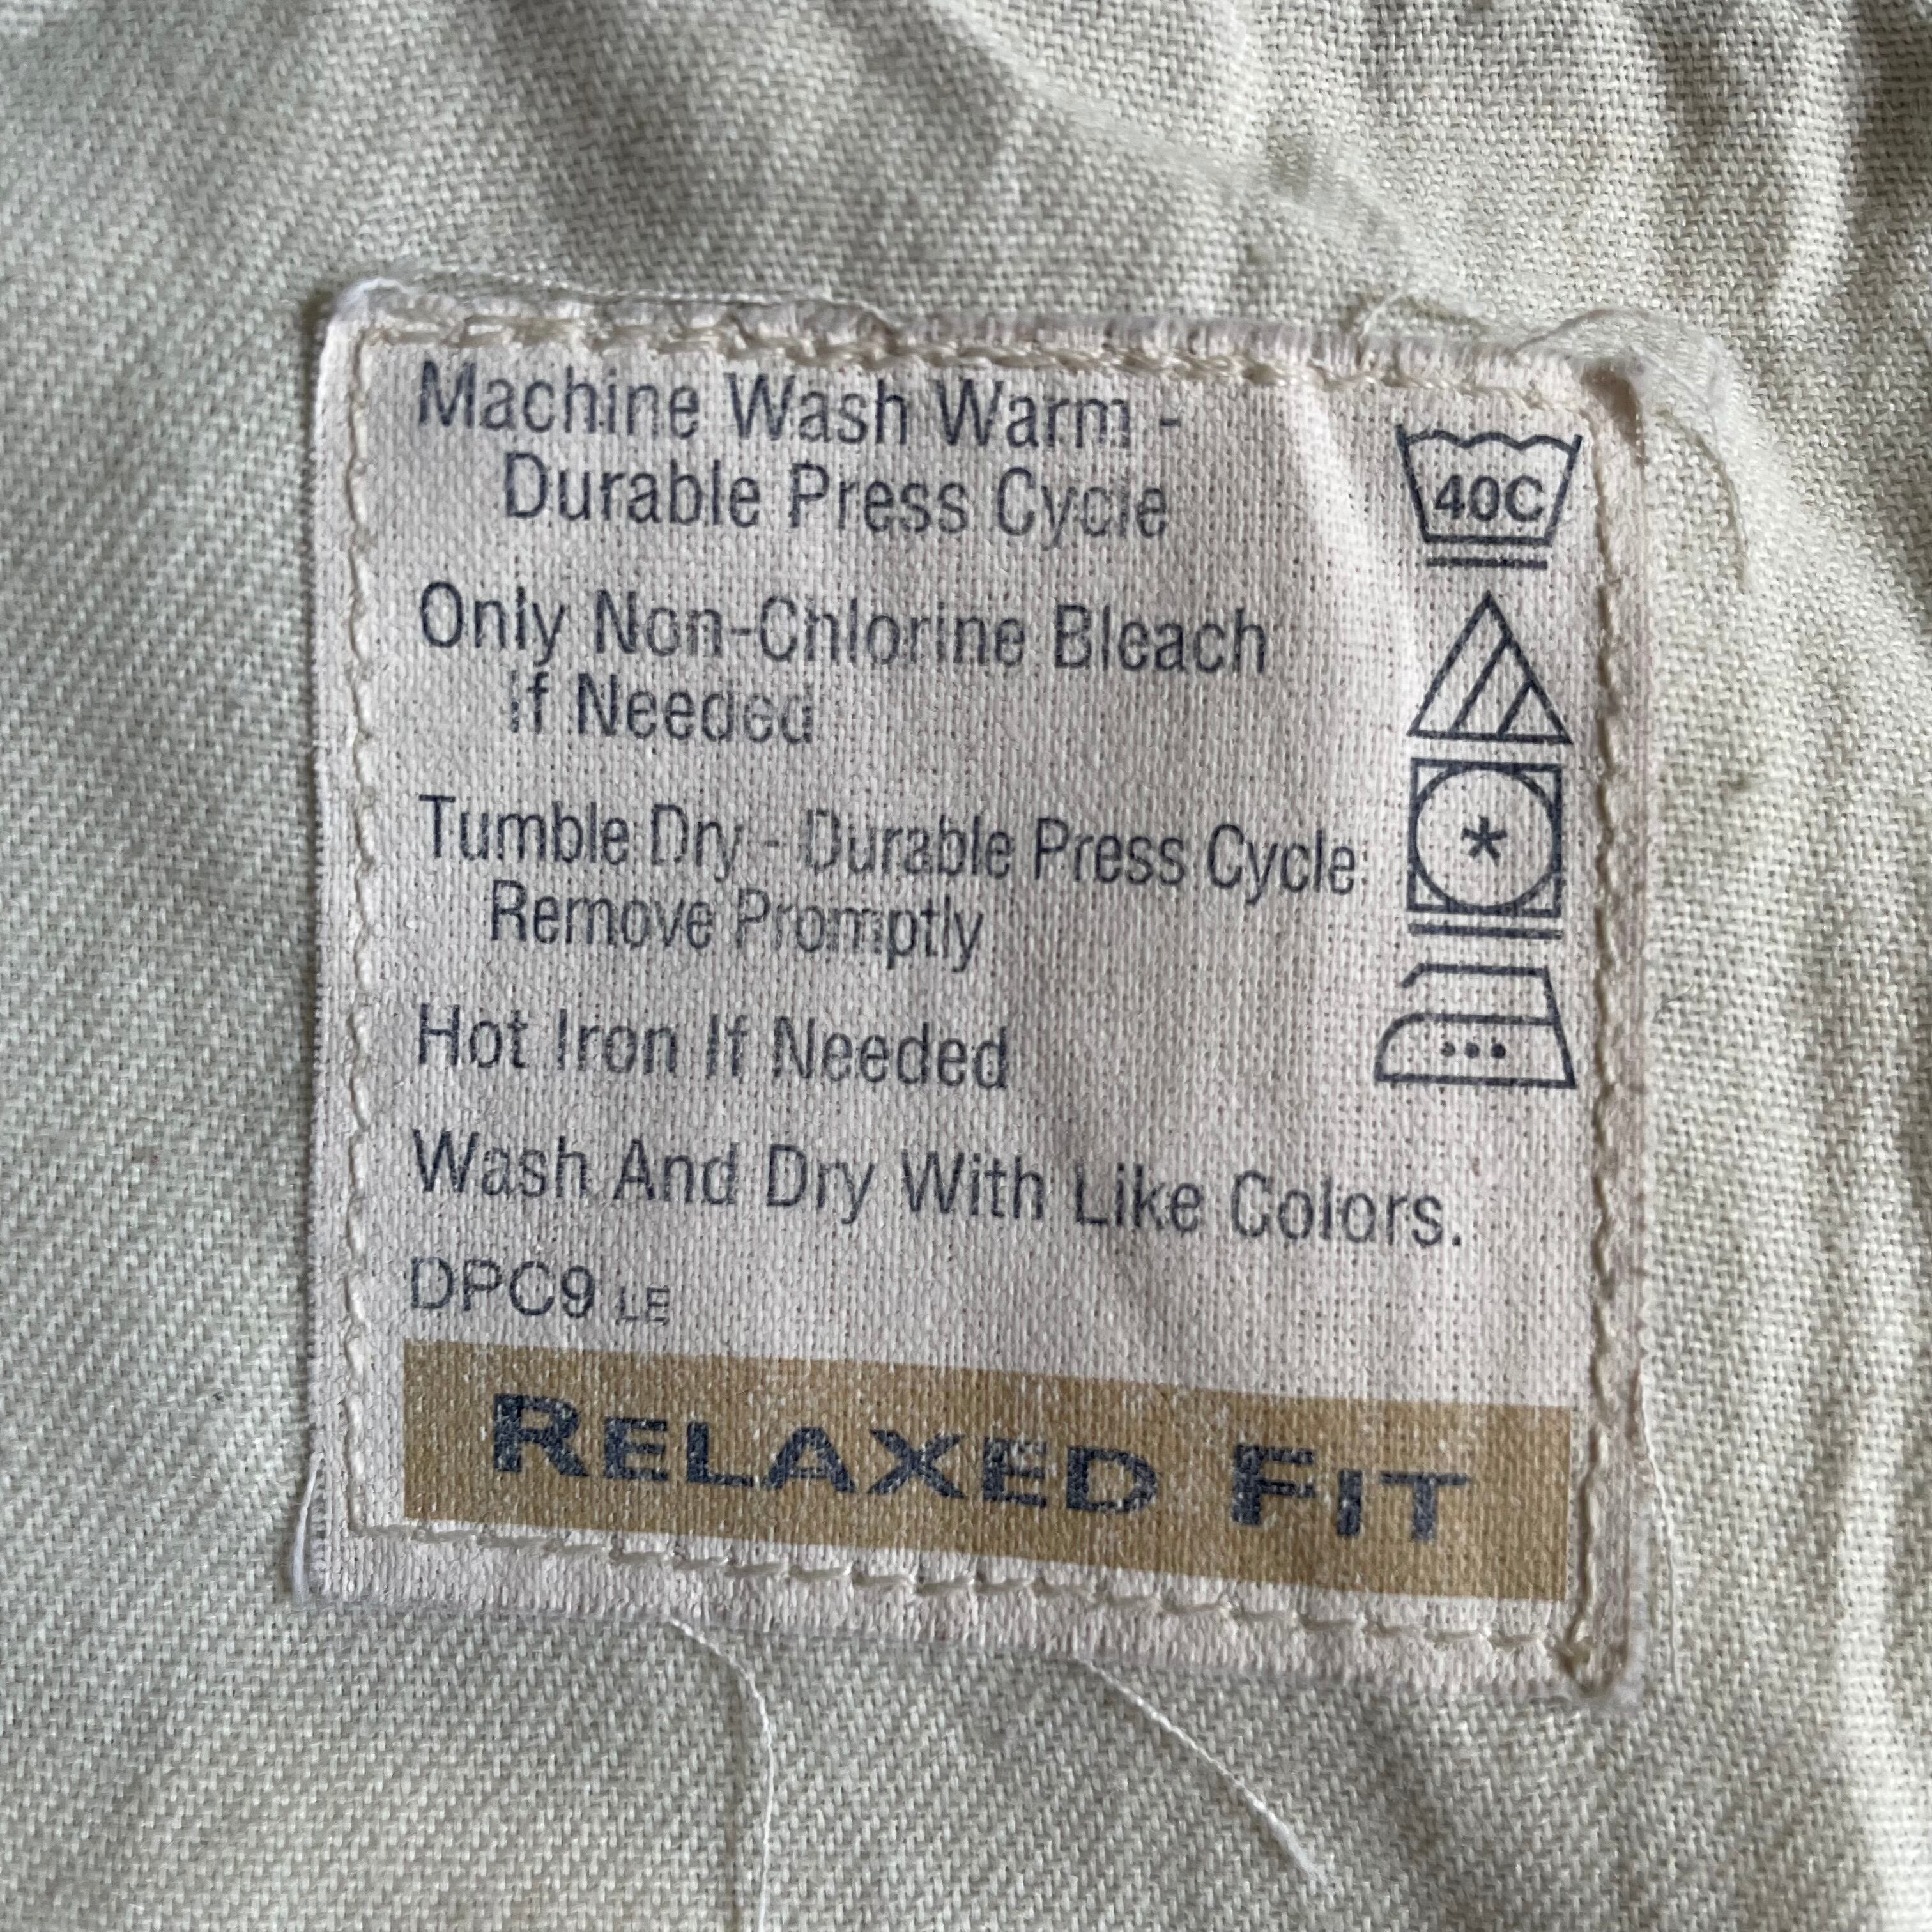 Machine Wash Warm -
Durable Press Cycle
40C
Only Non-Chlorine Bleach
If Needed
Tumble Dry - Durable Press Cycle
Remove Promptly
Hot Iron If Needed
Wash And Dry With Like Colors.
DPC9 LE
RELAXED FIT